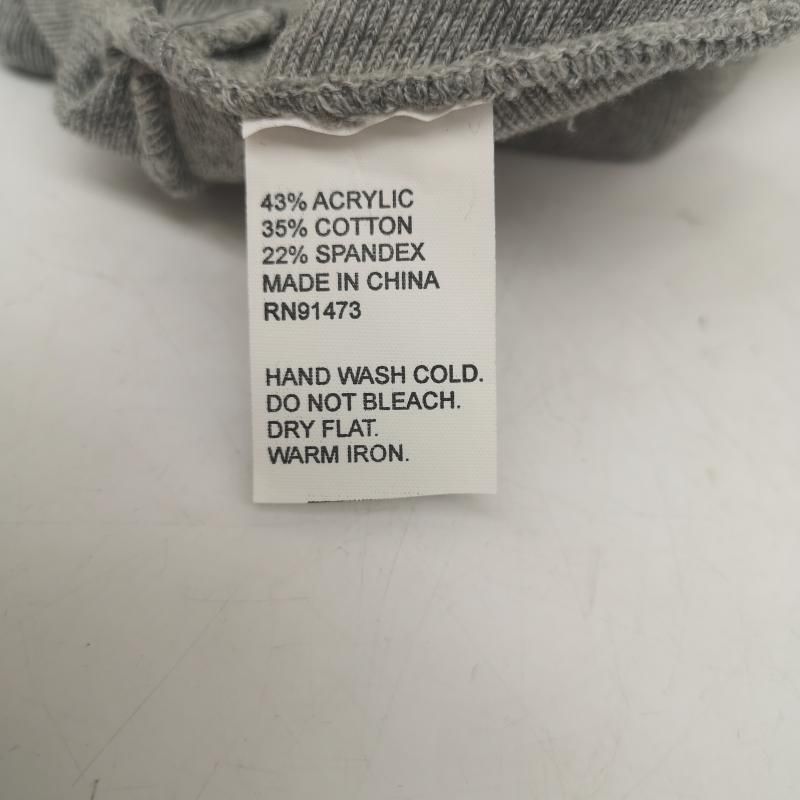 43% ACRYLIC
35% COTTON
22% SPANDEX
MADE IN CHINA
RN91473
HAND WASH COLD.
DO NOT BLEACH.
DRY FLAT.
WARM IRON.